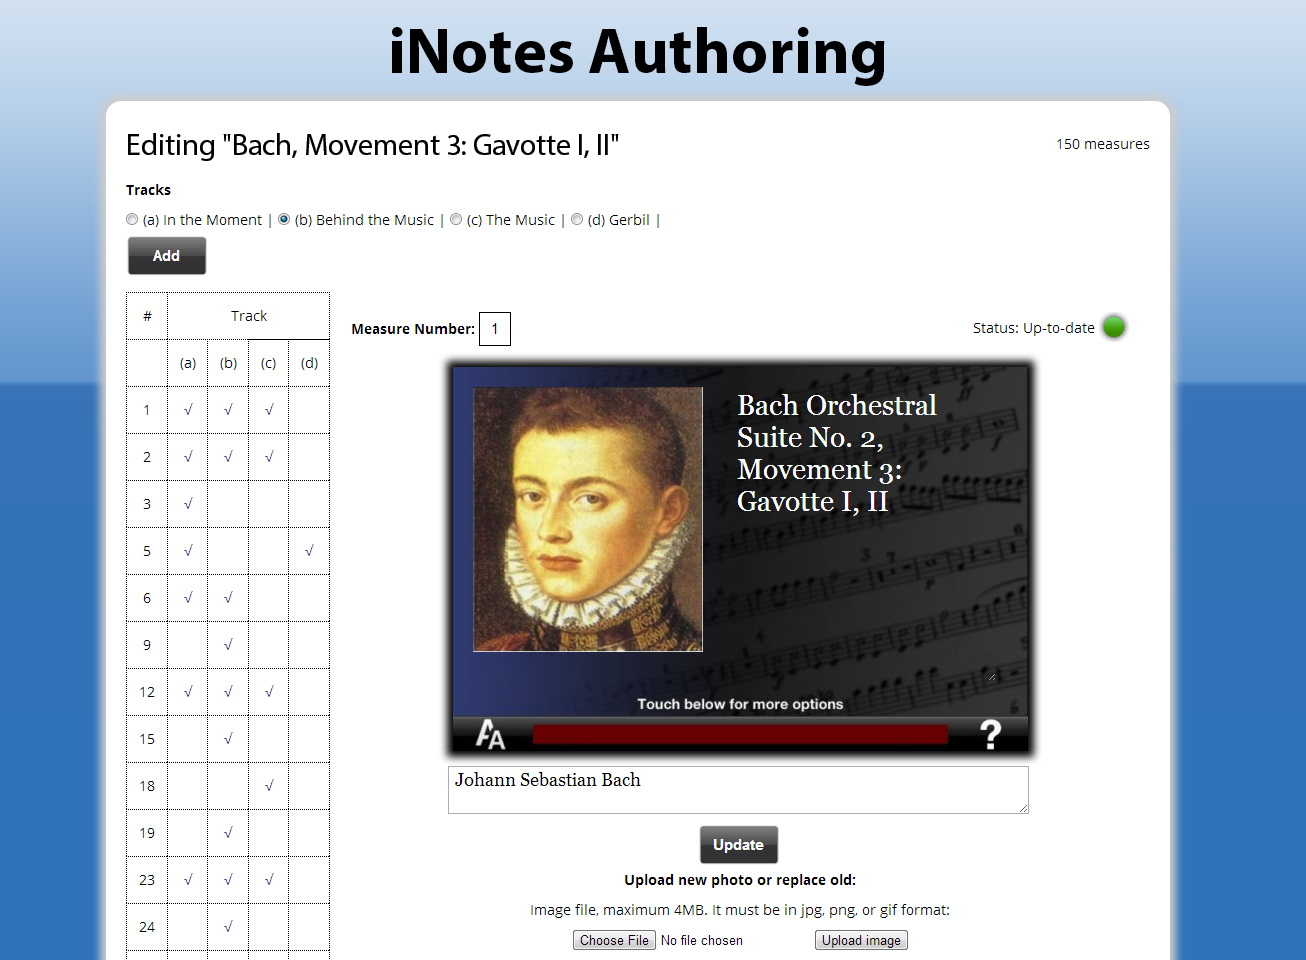 iNotes Authoring
Editing "Bach, Movement 3: Gavotte I, II"
150 measures
Tracks
(a) In the Moment | (b) Behind the Music | (c) The Music | (d) Gerbil |
Add
# Track
(a) (b) (c) (d)
1 √ √ √
2 √ √ √
3 √
5 √ √
6 √ √
9 √
12 √ √ √
15 √
18 √
19 √
23 √ √ √
24 √
Measure Number: 1
Status: Up-to-date
Bach Orchestral
Suite No. 2,
Movement 3:
Gavotte I, II
Touch below for more options
AA ?
Johann Sebastian Bach
Update
Upload new photo or replace old:
Image file, maximum 4MB. It must be in jpg, png, or gif format:
Choose File No file chosen Upload image